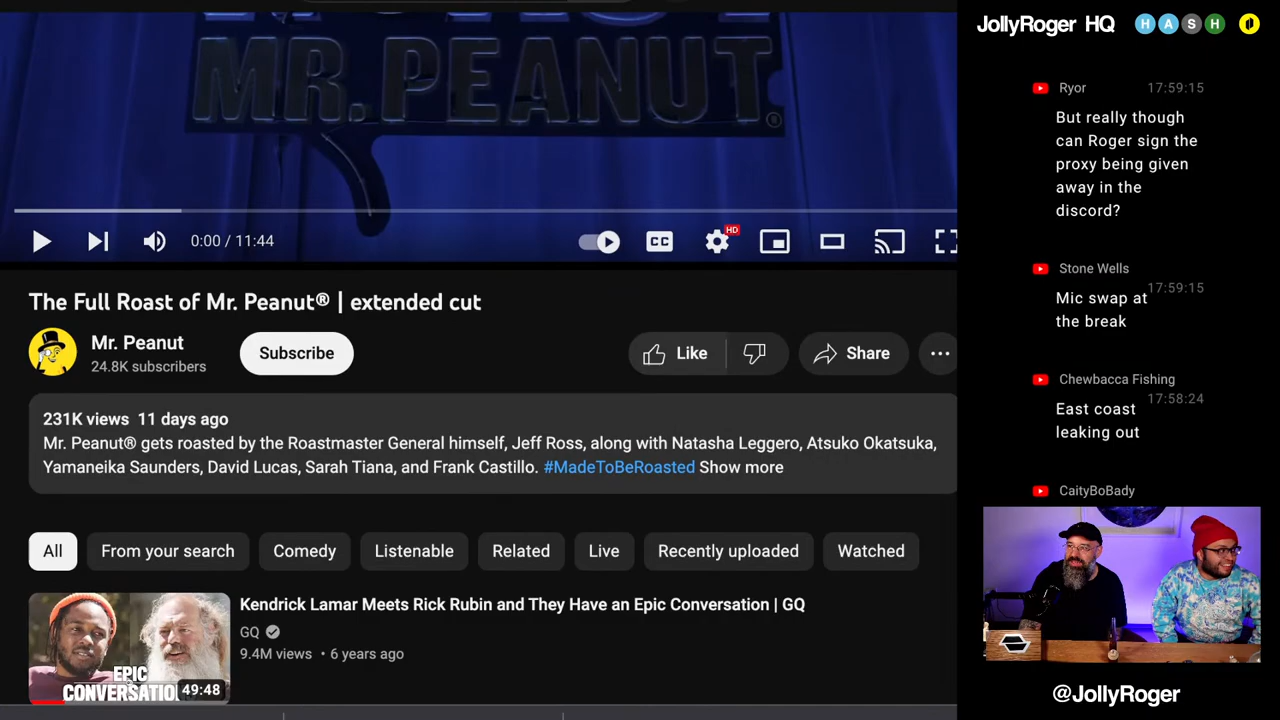 MR. PEANUT®
0:00 / 11:44
CC
HD
The Full Roast of Mr. Peanut® | extended cut
Mr. Peanut
24.8K subscribers
Subscribe
Like
Share
231K views 11 days ago
Mr. Peanut® gets roasted by the Roastmaster General himself, Jeff Ross, along with Natasha Leggero, Atsuko Okatsuka,
Yamaneika Saunders, David Lucas, Sarah Tiana, and Frank Castillo. #MadeToBeRoasted Show more
All
From your search
Comedy
Listenable
Related
Live
Recently uploaded
Watched
EPIC
49:48
Kendrick Lamar Meets Rick Rubin and They Have an Epic Conversation | GQ
GQ
9.4M views • 6 years ago
JollyRoger HQ
H A S H
Ryor 17:59:15
But really though
can Roger sign the
proxy being given
away in the
discord?
Stone Wells 17:59:15
Mic swap at
the break
Chewbacca Fishing
17:58:24
East coast
leaking out
CaityBoBady
@JollyRoger